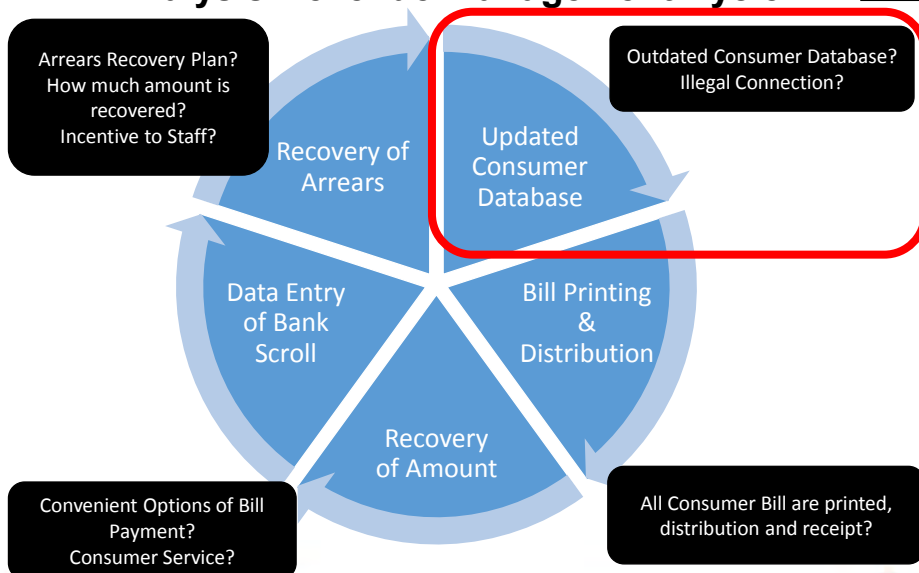 Arrears Recovery Plan?
How much amount is
recovered?
Incentive to Staff?
Outdated Consumer Database?
Illegal Connection?
Recovery of
Arrears
Updated
Consumer
Database
Data Entry
of Bank
Scroll
Bill Printing
&
Distribution
Recovery
of Amount
Convenient Options of Bill
Payment?
Consumer Service?
All Consumer Bill are printed,
distribution and receipt?